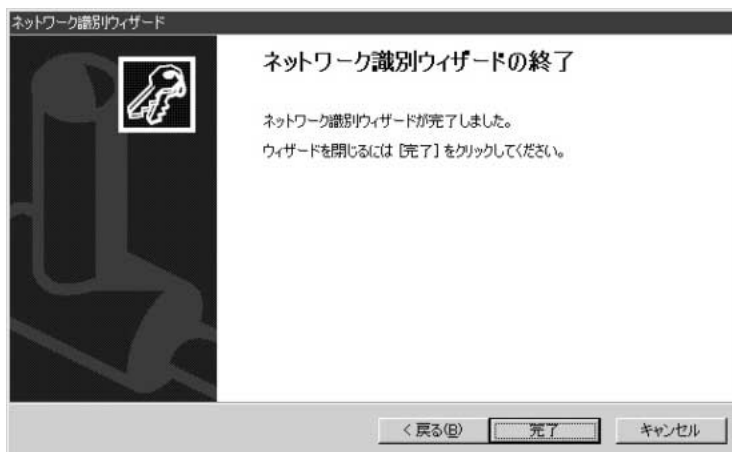 ネットワーク識別ウィザード
ネットワーク識別ウィザードの終了
ネットワーク識別ウィザードが完了しました。
ウィザードを閉じるには [完了] をクリックしてください。
< 戻る(B)
完了
キャンセル